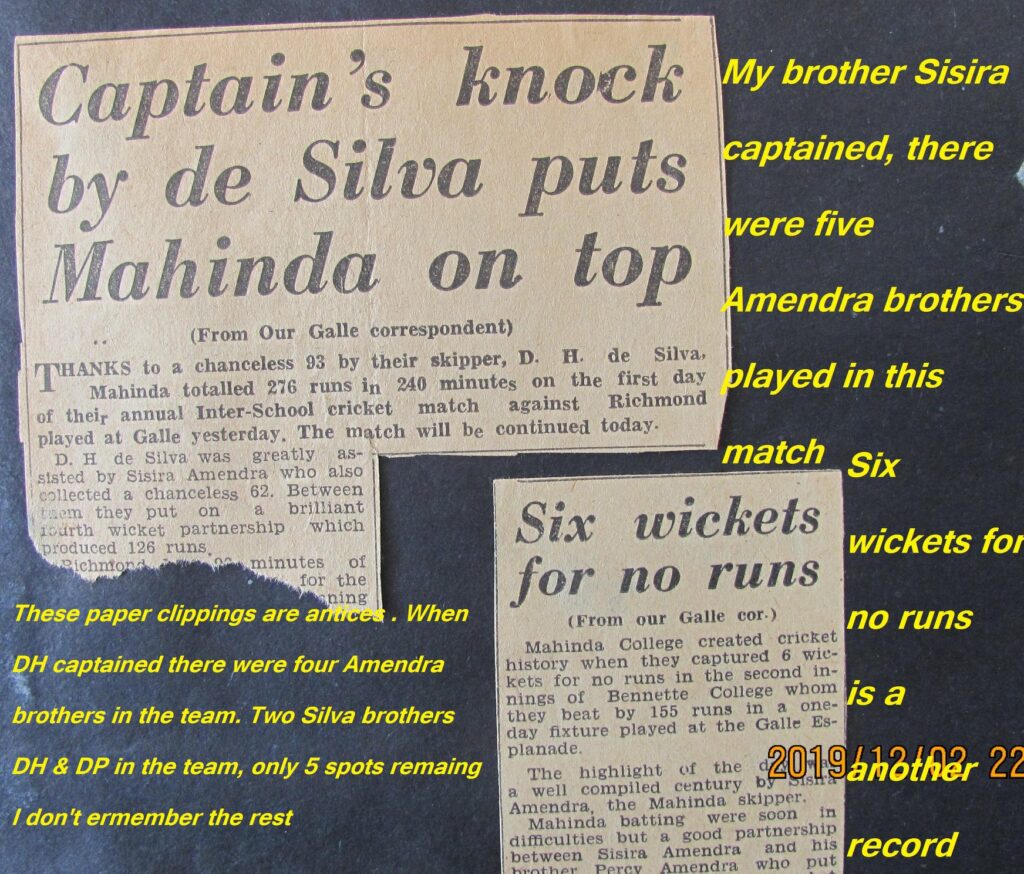 Captain's knock
by de Silva puts
Mahinda on top
(From Our Galle correspondent)
THANKS to a chanceless 93 by their skipper, D. H. de Silva,
Mahinda totalled 276 runs in 240 minutes on the first day
of their annual Inter-School cricket match against Richmond
played at Galle yesterday. The match will be continued today.
D. H de Silva was greatly as-
sisted by Sisira Amendra who also
collected a chanceless 62. Between
them they put on a brilliant
fourth wicket partnership which
produced 126 runs.
Richmond minutes of
for the
My brother Sisira
captained, there
were five
Amendra brothers
played in this
match
Six wickets
for no runs
(From our Galle cor.)
Mahinda College created cricket
history when they captured 6 wic-
kets for no runs in the second in-
nings of Bennette College whom
they beat by 155 runs in a one-
day fixture played at the Galle Es-
planade.
The highlight of the
a well compiled century by Sisira
Amendra, the Mahinda skipper.
Mahinda batting were soon in
difficulties but a good partnership
between Sisira Amendra and his
brother Percy Amendra who put
Six
wickets for
no runs
is a
another
record
These paper clippings are antices . When
DH captained there were four Amendra
brothers in the team. Two Silva brothers
DH & DP in the team, only 5 spots remaing
I don't ermember the rest
2019/12/02 22